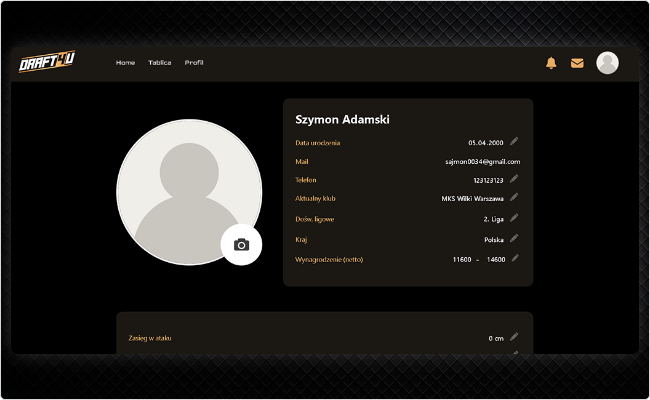 DRAFT4U
Home Tablica Profil
Szymon Adamski
Data urodzenia 05.04.2000
Mail sajmon0034@gmail.com
Telefon 123123123
Aktualny klub MKS Wilki Warszawa
Dośw. ligowe 2. Liga
Kraj Polska
Wynagrodzenie (netto) 11600 - 14600
Zasięg w ataku 0 cm